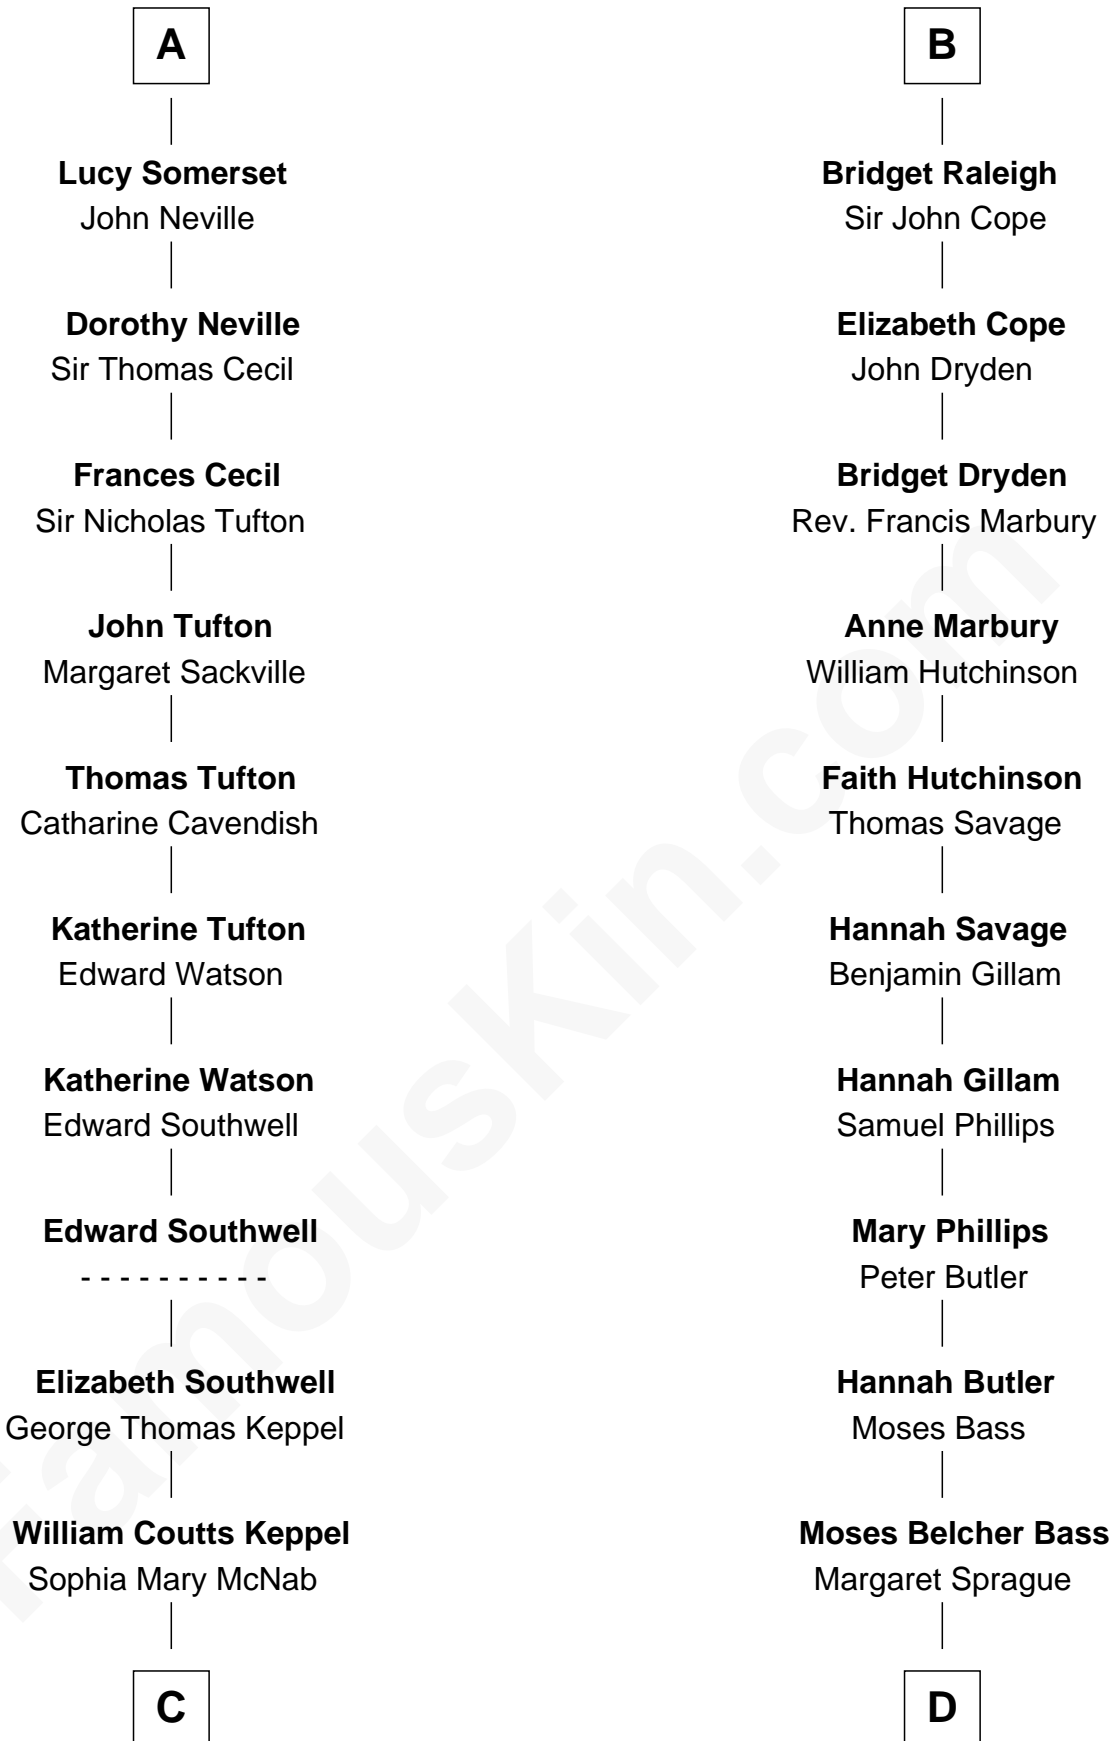 A
Lucy Somerset
John Neville
Dorothy Neville
Sir Thomas Cecil
Frances Cecil
Sir Nicholas Tufton
John Tufton
Margaret Sackville
Thomas Tufton
Catharine Cavendish
Katherine Tufton
Edward Watson
Katherine Watson
Edward Southwell
Edward Southwell
- - - - - - - - - -
Elizabeth Southwell
George Thomas Keppel
William Coutts Keppel
Sophia Mary McNab
C
B
Bridget Raleigh
Sir John Cope
Elizabeth Cope
John Dryden
Bridget Dryden
Rev. Francis Marbury
Anne Marbury
William Hutchinson
Faith Hutchinson
Thomas Savage
Hannah Savage
Benjamin Gillam
Hannah Gillam
Samuel Phillips
Mary Phillips
Peter Butler
Hannah Butler
Moses Bass
Moses Belcher Bass
Margaret Sprague
D
FamousKin.com